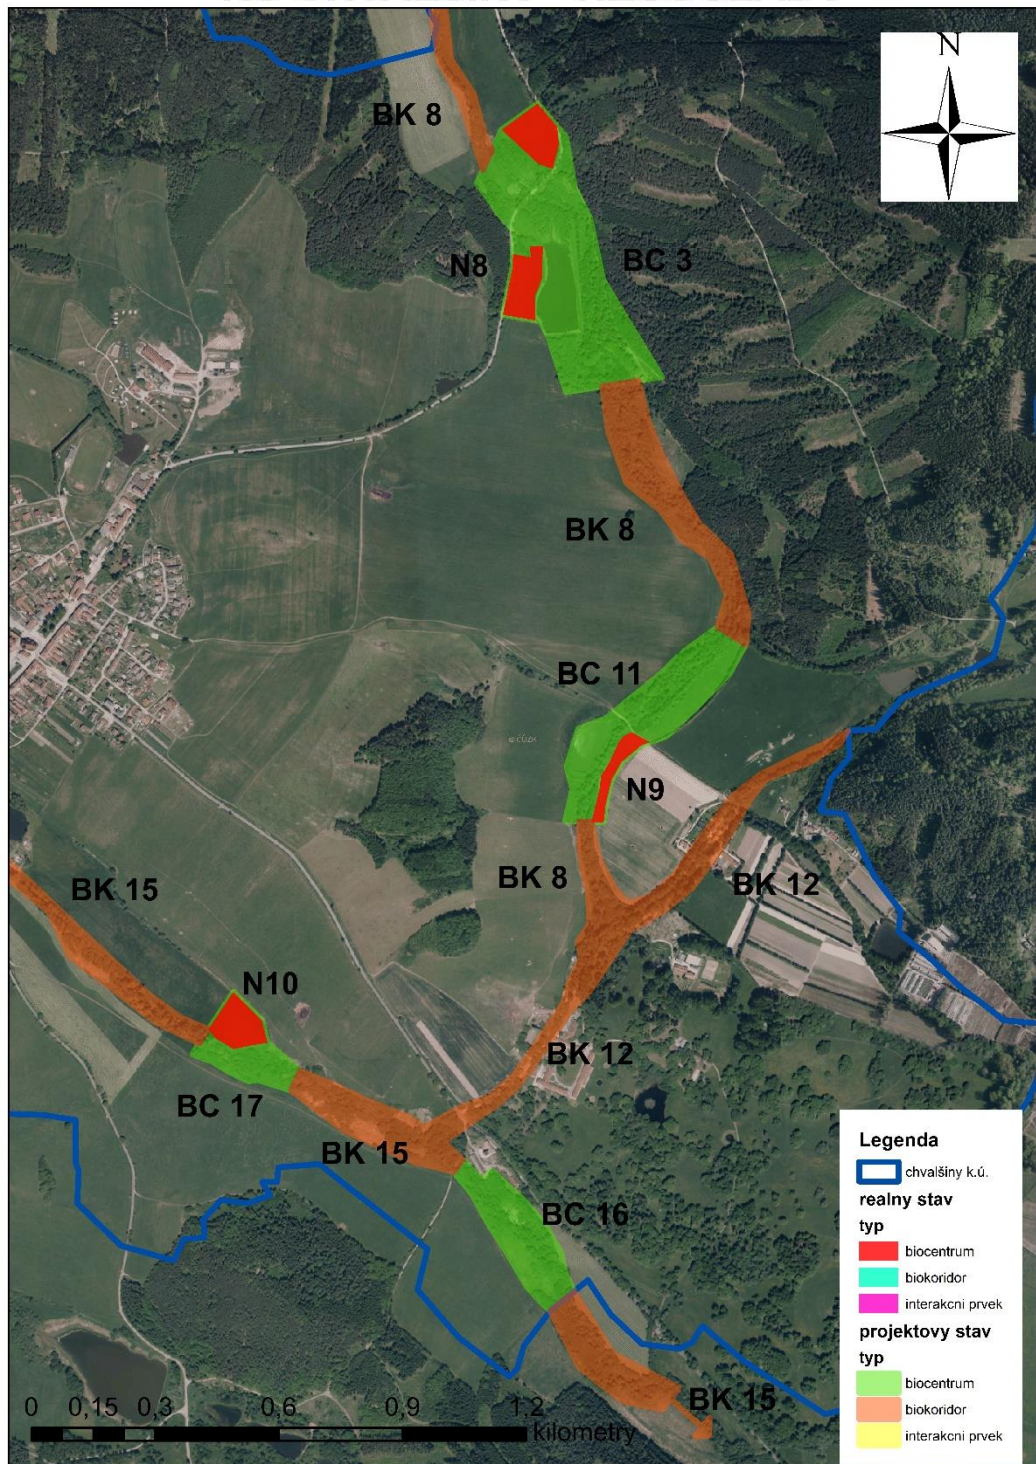 N
BK 8
N8
BC 3
BK 8
BC 11
© ČÚZK
N9
BK 8
BK 12
BK 15
N10
BK 12
BC 17
BK 15
BC 16
BK 15
Legenda
chvalšiny k.ú.
realny stav
typ
biocentrum
biokoridor
interakcni prvek
projektovy stav
typ
biocentrum
biokoridor
interakcni prvek
0 0,15 0,3 0,6 0,9 1,2
kilometry